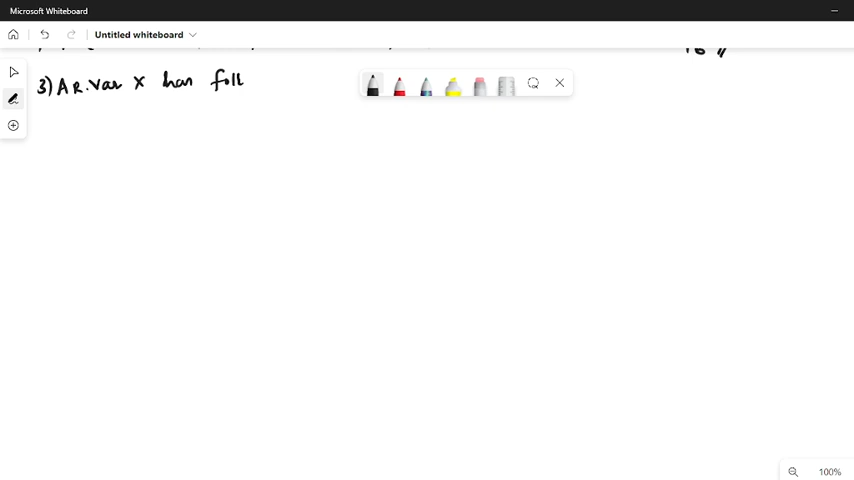 Microsoft Whiteboard
Untitled whiteboard
3) A R.Var X has foll
100%